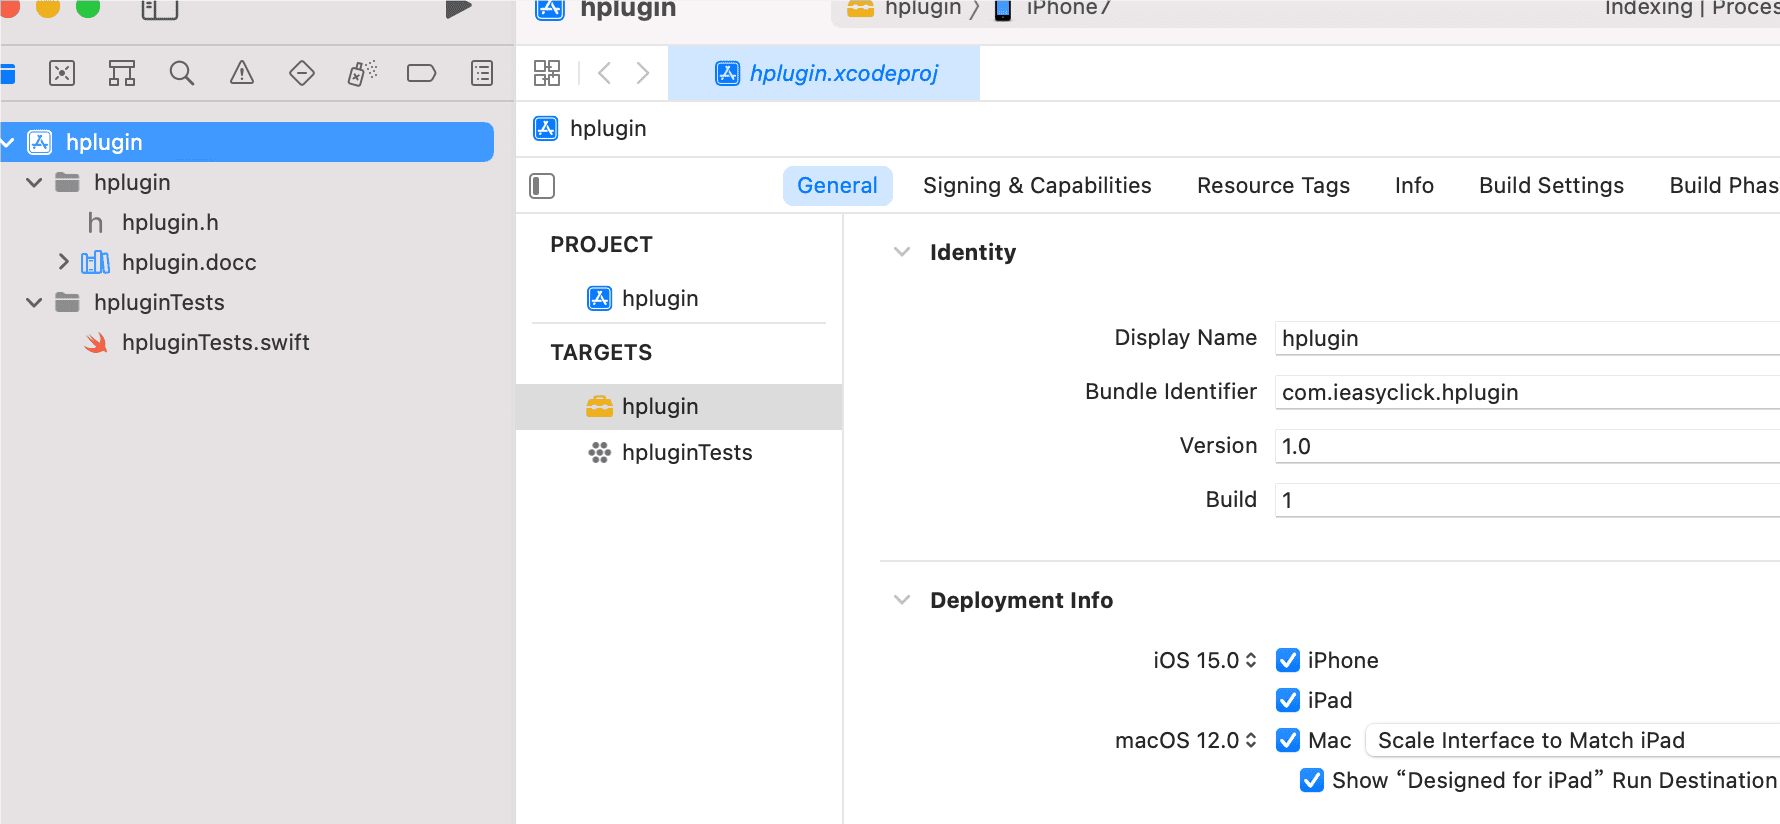 hplugin
hplugin
iPhone7
Indexing | Proces
hplugin.xcodeproj
hplugin
hplugin
hplugin
hplugin.h
hplugin.docc
hpluginTests
hpluginTests.swift
General
Signing & Capabilities
Resource Tags
Info
Build Settings
Build Phas
PROJECT
hplugin
TARGETS
hplugin
hpluginTests
Identity
Display Name
hplugin
Bundle Identifier
com.ieasyclick.hplugin
Version
1.0
Build
1
Deployment Info
iOS 15.0
iPhone
iPad
macOS 12.0
Mac
Scale Interface to Match iPad
Show “Designed for iPad” Run Destination